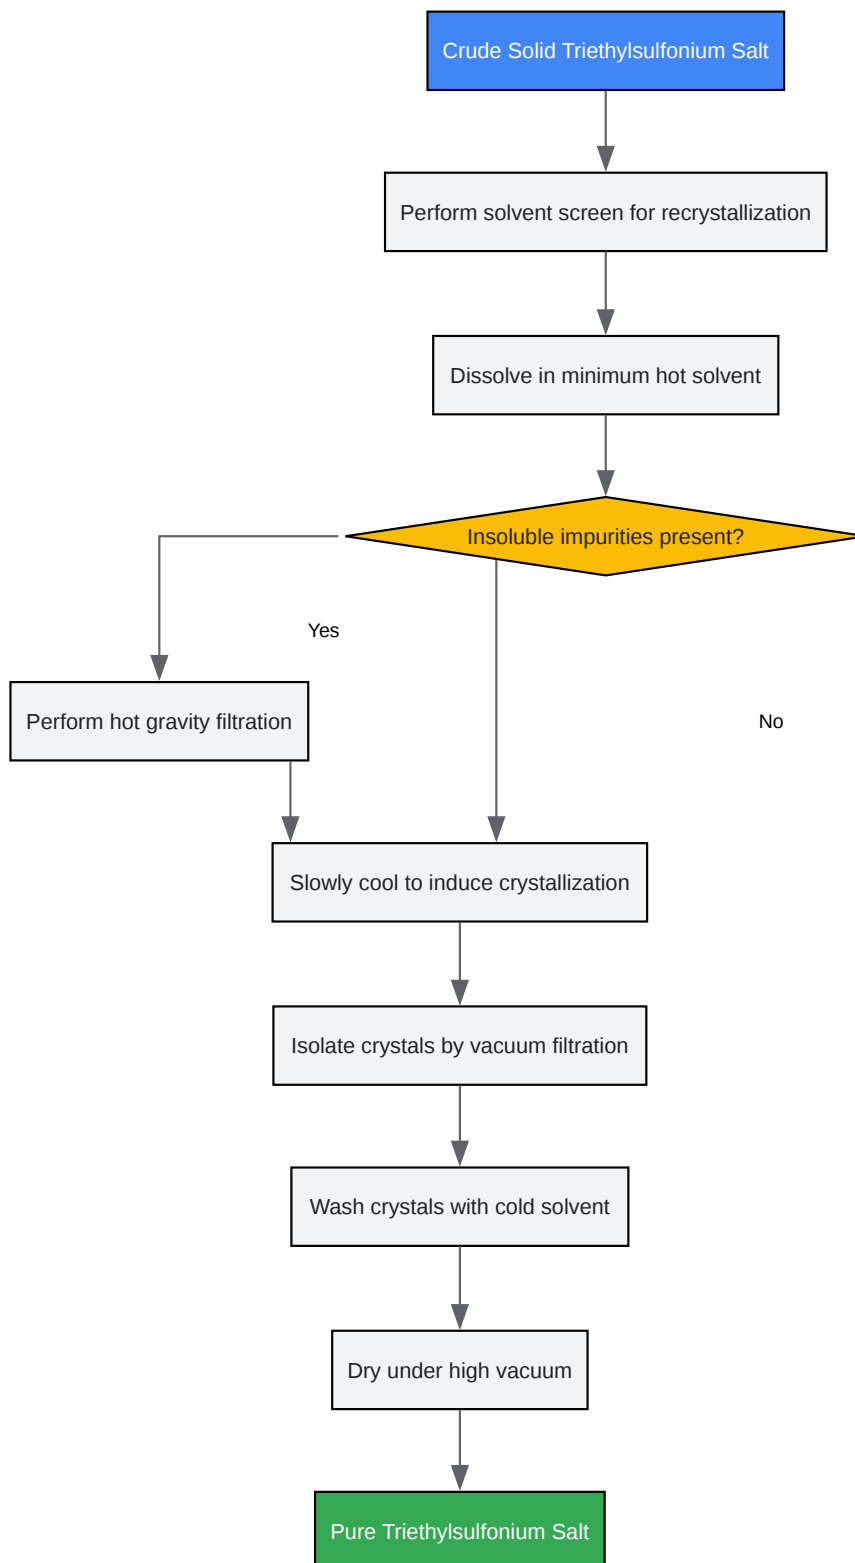 Crude Solid Triethylsulfonium Salt
Perform solvent screen for recrystallization
Dissolve in minimum hot solvent
Insoluble impurities present?
Yes
Perform hot gravity filtration
No
Slowly cool to induce crystallization
Isolate crystals by vacuum filtration
Wash crystals with cold solvent
Dry under high vacuum
Pure Triethylsulfonium Salt